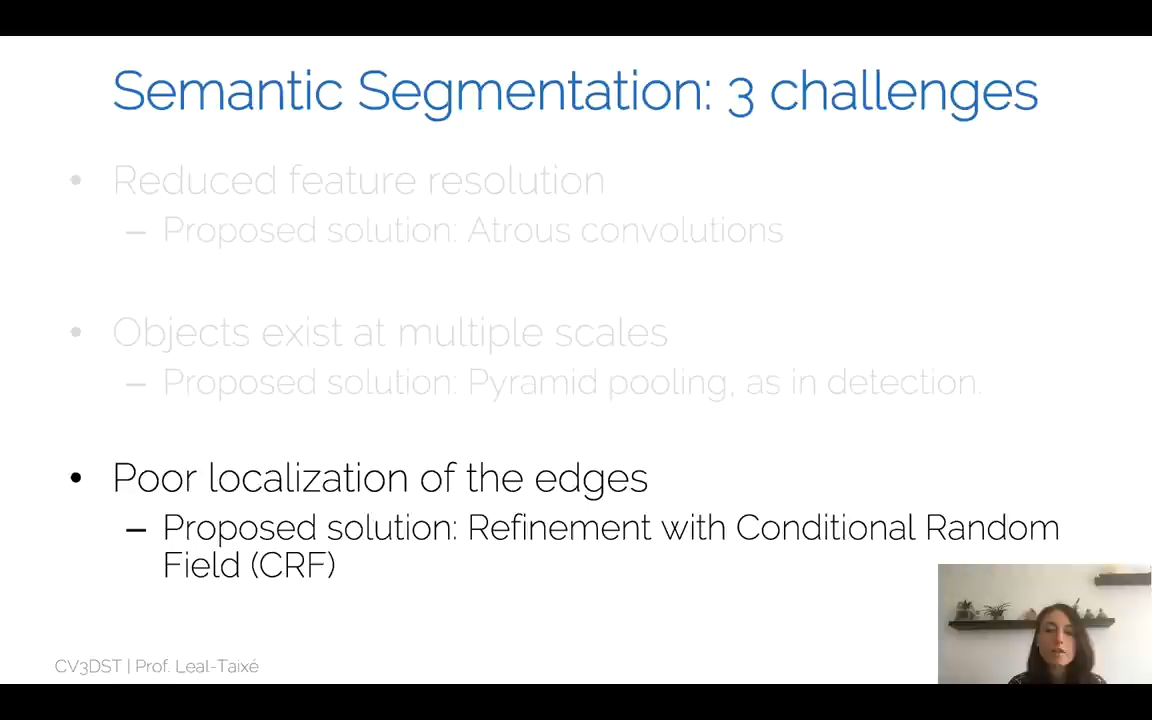 Semantic Segmentation: 3 challenges
• Reduced feature resolution
– Proposed solution: Atrous convolutions
• Objects exist at multiple scales
– Proposed solution: Pyramid pooling, as in detection.
• Poor localization of the edges
– Proposed solution: Refinement with Conditional Random
Field (CRF)
CV3DST | Prof. Leal-Taixé